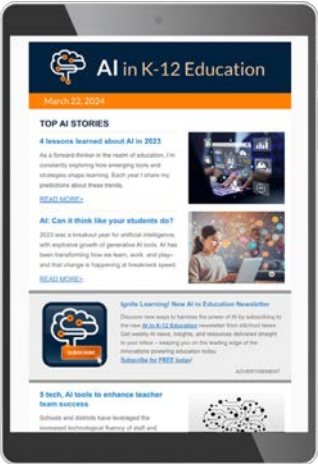 AI in K-12 Education
March 22, 2024
TOP AI STORIES
4 lessons learned about AI in 2023
As a forward-thinker in the realm of education, I'm
constantly exploring how emerging tools and
strategies shape learning. Each year I share my
predictions about these trends.
READ MORE>
AI: Can it think like your students do?
2023 was a breakout year for artificial intelligence,
with explosive growth of generative AI tools. AI has
been transforming how we learn, work, and play–
and that change is happening at breakneck speed.
READ MORE>
Ignite Learning! New AI in Education Newsletter
Discover new ways to harness the power of AI by subscribing to
the new AI in K-12 Education newsletter from eSchool News.
Get weekly AI news, insights, and resources delivered straight
to your inbox – keeping you on the leading edge of the
innovations powering education today.
Subscribe for FREE today!
SUBSCRIBE
ADVERTISEMENT
5 tech, AI tools to enhance teacher
team success
Schools and districts have leveraged the
increased technological fluency of staff and